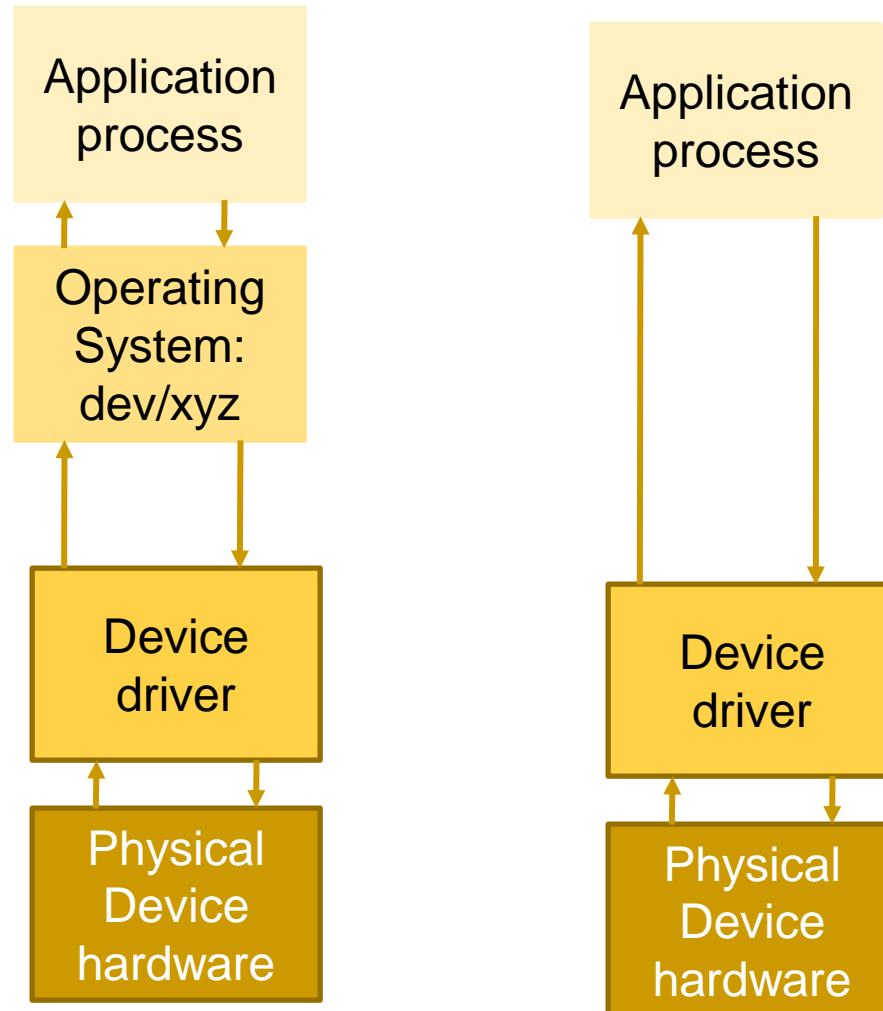 Application
process
Operating
System:
dev/xyz
Device
driver
Physical
Device
hardware
Application
process
Device
driver
Physical
Device
hardware